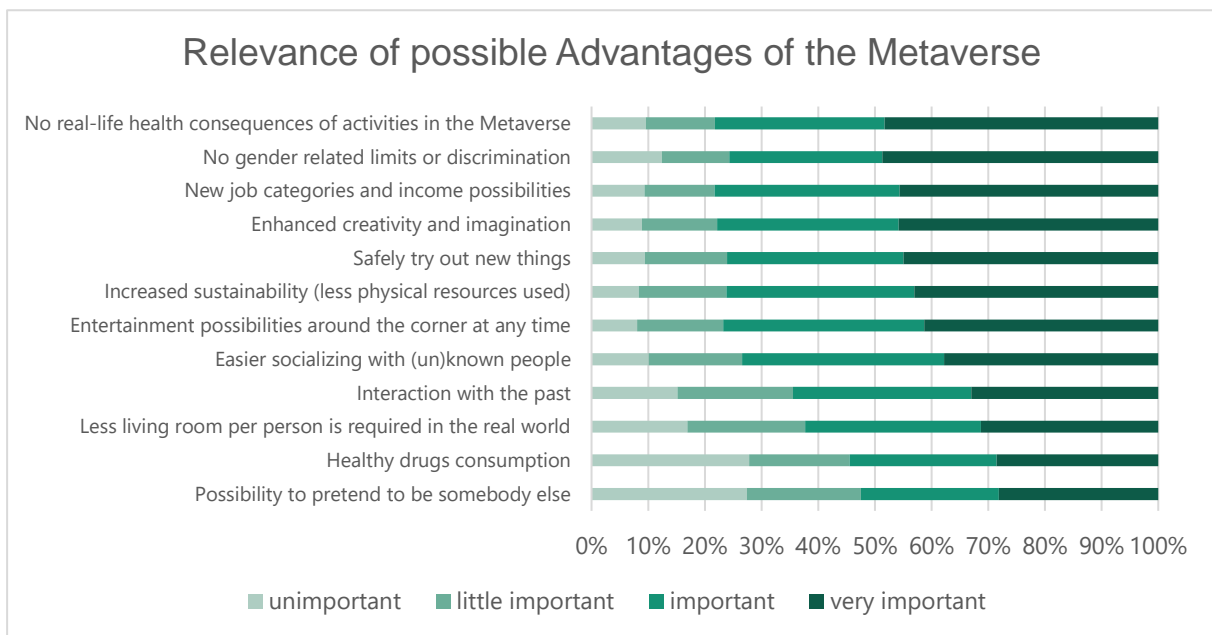 Relevance of possible Advantages of the Metaverse
No real-life health consequences of activities in the Metaverse
No gender related limits or discrimination
New job categories and income possibilities
Enhanced creativity and imagination
Safely try out new things
Increased sustainability (less physical resources used)
Entertainment possibilities around the corner at any time
Easier socializing with (un)known people
Interaction with the past
Less living room per person is required in the real world
Healthy drugs consumption
Possibility to pretend to be somebody else
0% 10% 20% 30% 40% 50% 60% 70% 80% 90% 100%
unimportant little important important very important